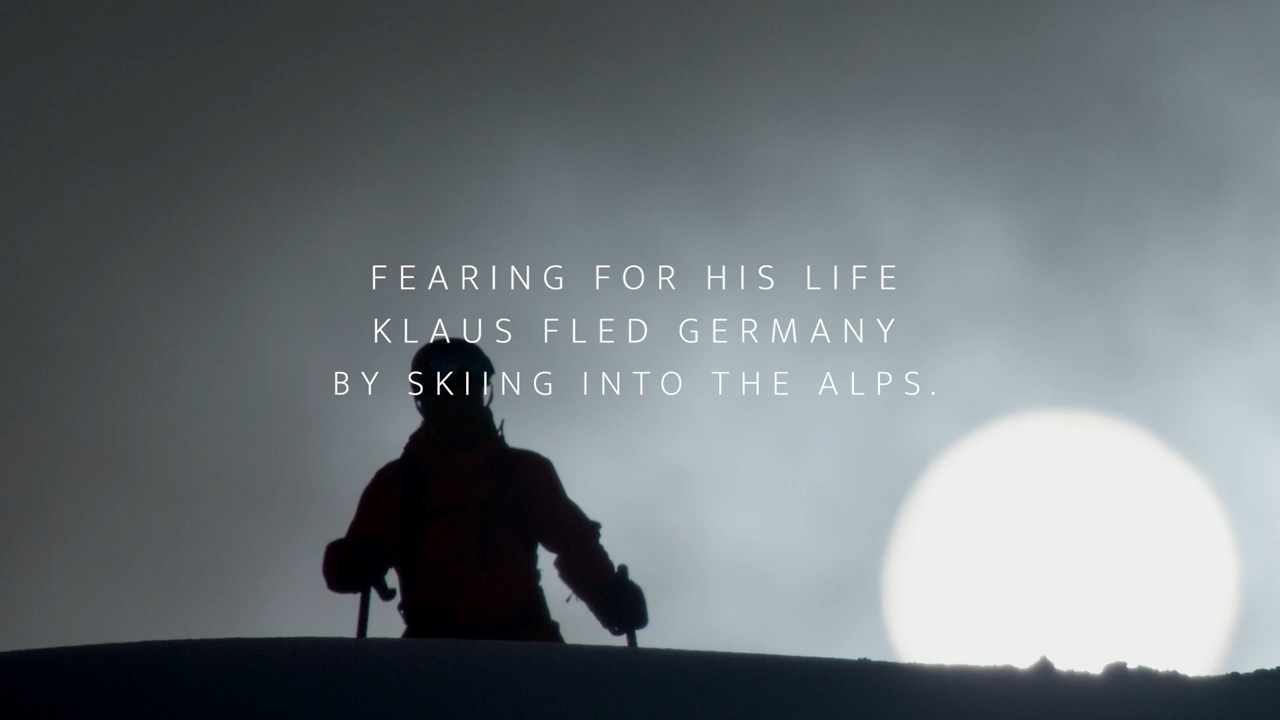 FEARING FOR HIS LIFE
KLAUS FLED GERMANY
BY SKIING INTO THE ALPS.